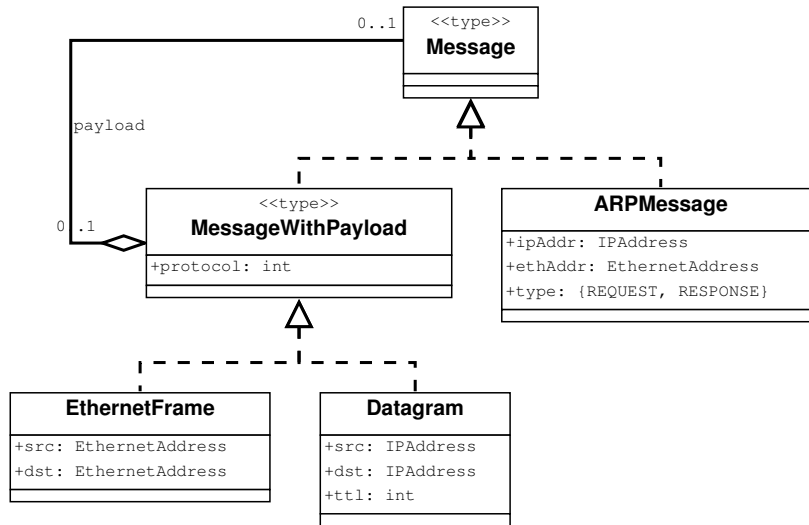 0..1
<<type>>
Message
payload
<<type>>
MessageWithPayload
0..1
+protocol: int
ARPMessage
+ipAddr: IPAddress
+ethAddr: EthernetAddress
+type: {REQUEST, RESPONSE}
EthernetFrame
+src: EthernetAddress
+dst: EthernetAddress
Datagram
+src: IPAddress
+dst: IPAddress
+ttl: int